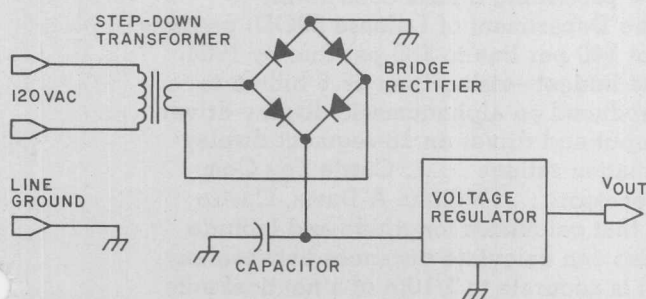 STEP-DOWN
TRANSFORMER
BRIDGE
RECTIFIER
120 VAC
LINE
GROUND
VOLTAGE
REGULATOR
VOUT
CAPACITOR